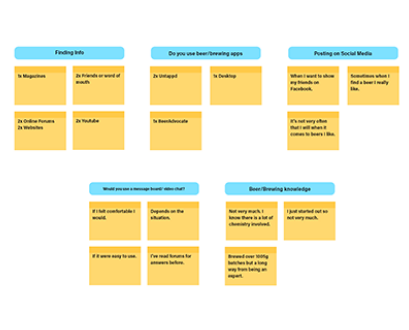 Finding Info
1x Magazines
2x Friends or word of
mouth
2x Online Forums
2x Websites
2x Youtube
Do you use beer/brewing apps
2x Untappd
1x Desktop
1x BeerAdvocate
Posting on Social Media
When I want to show
my friends on
Facebook.
Sometimes when I
find a beer I really
like.
It's not very often
that I will when it
comes to beers I like.
Would you use a message board/ video chat?
If I felt comfortable I
would.
Depends on the
situation.
If it were easy to use.
I've read forums for
answers before.
Beer/Brewing knowledge
Not very much. I
know there is a lot of
chemistry involved.
I just started out so
not very much.
Brewed over 100 5g
batches but a long
way from being an
expert.